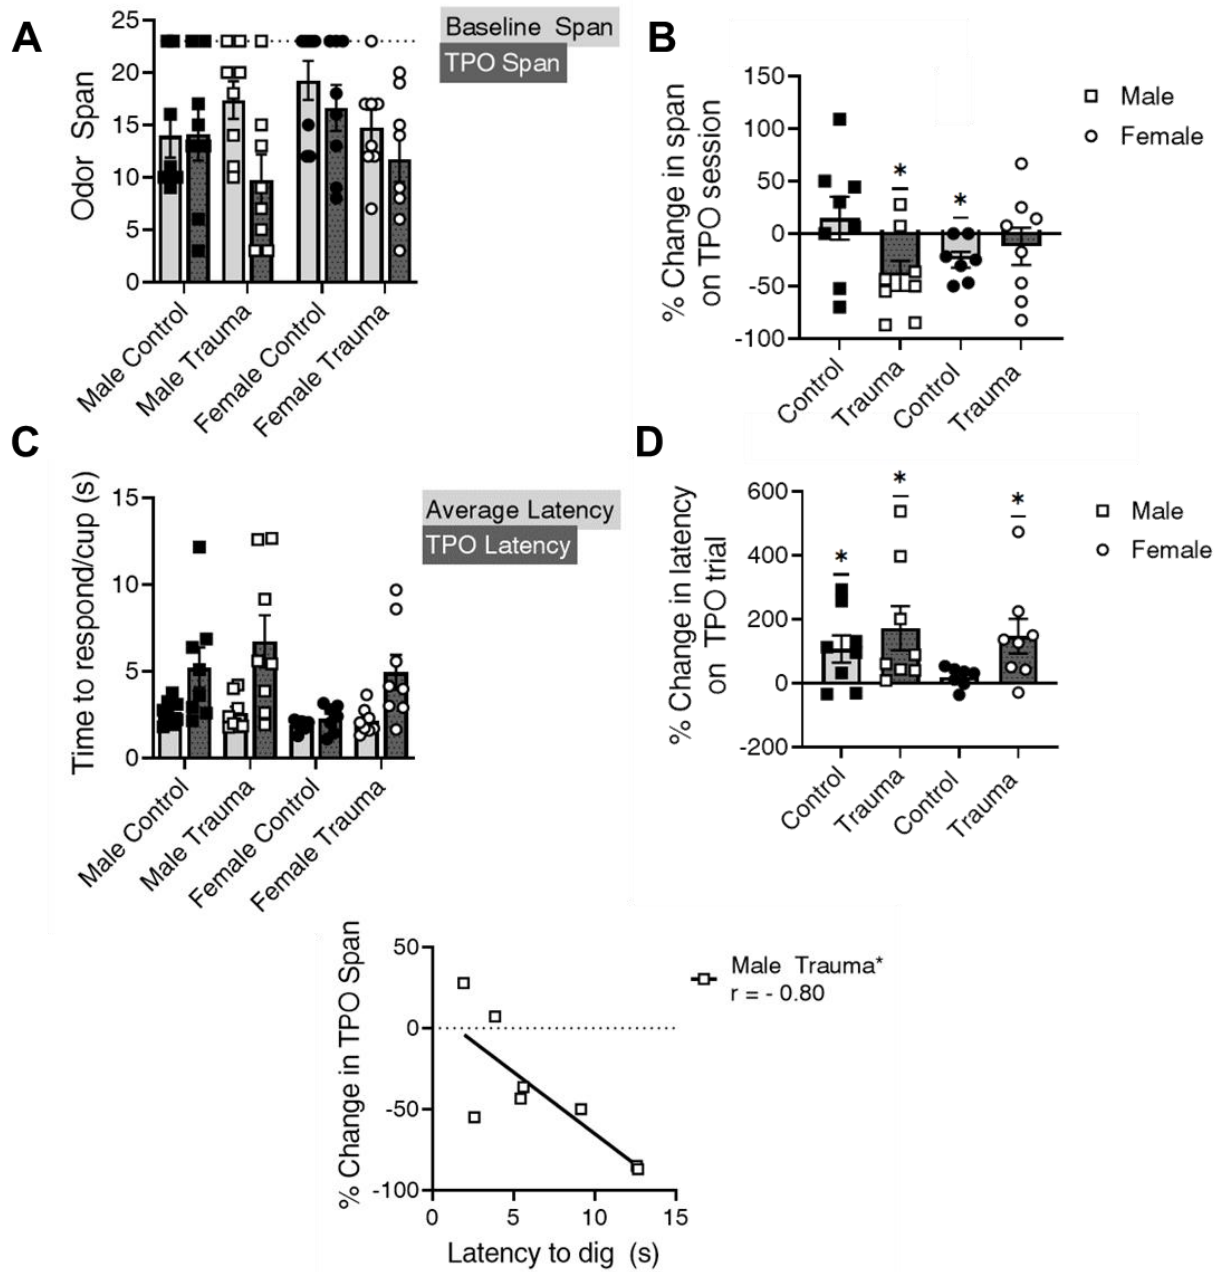 A
25
20
15
10
5
0
Odor Span
Baseline Span
TPO Span
Male Control
Male Trauma
Female Control
Female Trauma
B
150
100
50
0
-50
-100
% Change in span
on TPO session
*
*
Male
Female
Control
Trauma
Control
Trauma
C
15
10
5
0
Time to respond/cup (s)
Average Latency
TPO Latency
Male Control
Male Trauma
Female Control
Female Trauma
D
600
400
200
0
-200
% Change in latency
on TPO trial
*
*
*
Male
Female
Control
Trauma
Control
Trauma
50
0
-50
-100
% Change in TPO Span
Male Trauma*
r = - 0.80
0
5
10
15
Latency to dig (s)